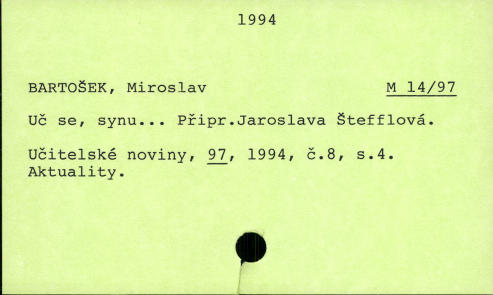 1994
BARTOŠEK, Miroslav M 14/97
Uč se, synu... Připr.Jaroslava Štefflová.
Učitelské noviny, 97, 1994, č.8, s.4.
Aktuality.